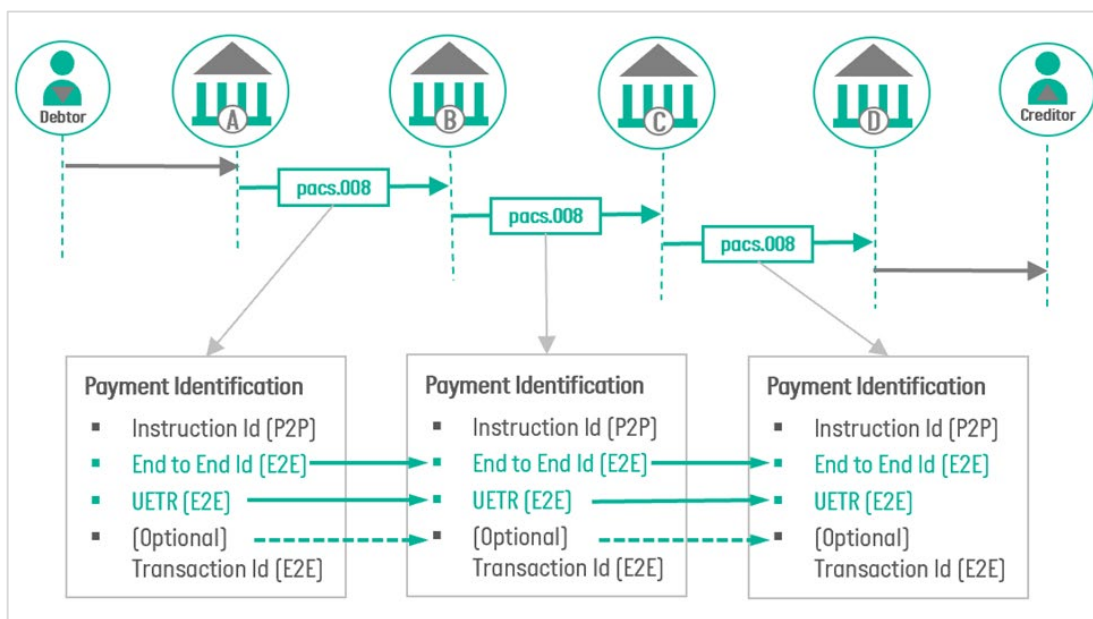 Debtor
A
B
C
D
Creditor
pacs.008
pacs.008
pacs.008
Payment Identification
▪ Instruction Id (P2P)
▪ End to End Id (E2E)
▪ UETR (E2E)
▪ (Optional)
Transaction Id (E2E)
Payment Identification
▪ Instruction Id (P2P)
▪ End to End Id (E2E)
▪ UETR (E2E)
▪ (Optional)
Transaction Id (E2E)
Payment Identification
▪ Instruction Id (P2P)
▪ End to End Id (E2E)
▪ UETR (E2E)
▪ (Optional)
Transaction Id (E2E)